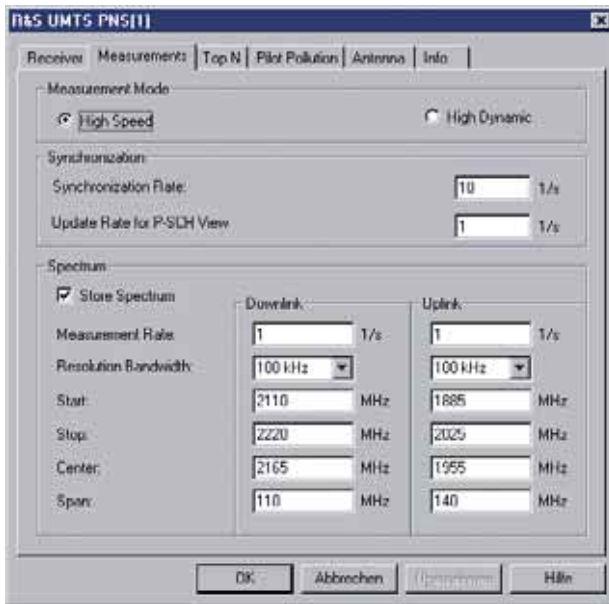 R&S UMTS PNS[1]
Receiver Measurements Top N Pilot Pollution Antenna Info
Measurement Mode
High Speed High Dynamic
Synchronization
Synchronization Rate: 10 1/s
Update Rate for P-SCH View 1 1/s
Spectrum
Store Spectrum Downlink Uplink
Measurement Rate: 1 1/s 1 1/s
Resolution Bandwidth: 100 kHz 100 kHz
Start: 2110 MHz 1885 MHz
Stop: 2220 MHz 2025 MHz
Center: 2165 MHz 1955 MHz
Span: 110 MHz 140 MHz
OK Abbrechen Hilfe